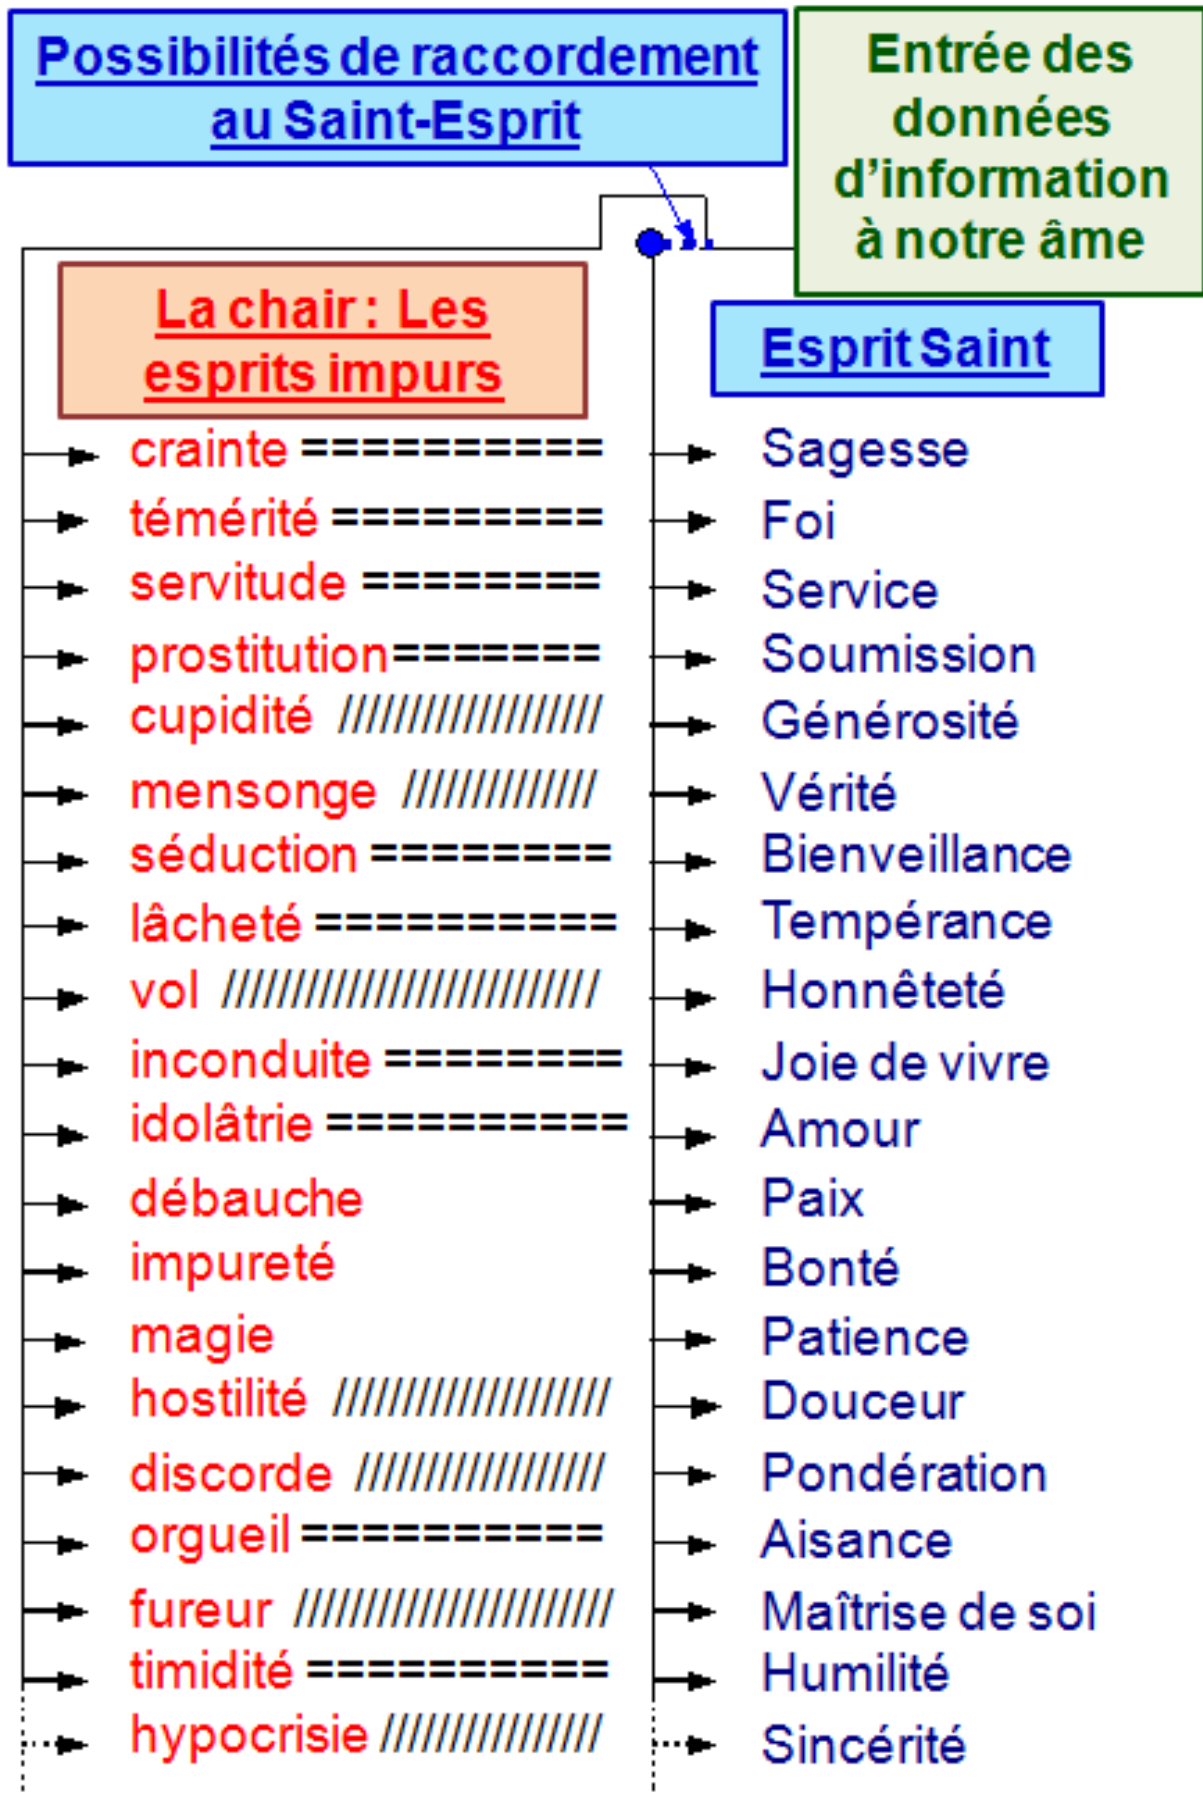 Possibilités de raccordement
au Saint-Esprit
Entrée des
données
d'information
à notre âme
La chair : Les
esprits impurs
Esprit Saint
crainte ========== Sagesse
témérité ========= Foi
servitude ======== Service
prostitution======= Soumission
cupidité /////////////////// Générosité
mensonge ////////////// Vérité
séduction ======== Bienveillance
lâcheté ========== Tempérance
vol /////////////////////////// Honnêteté
inconduite ======== Joie de vivre
idolâtrie ========== Amour
débauche Paix
impureté Bonté
magie Patience
hostilité //////////////////// Douceur
discorde ////////////////// Pondération
orgueil ========== Aisance
fureur /////////////////////// Maîtrise de soi
timidité ========== Humilité
hypocrisie //////////////// Sincérité